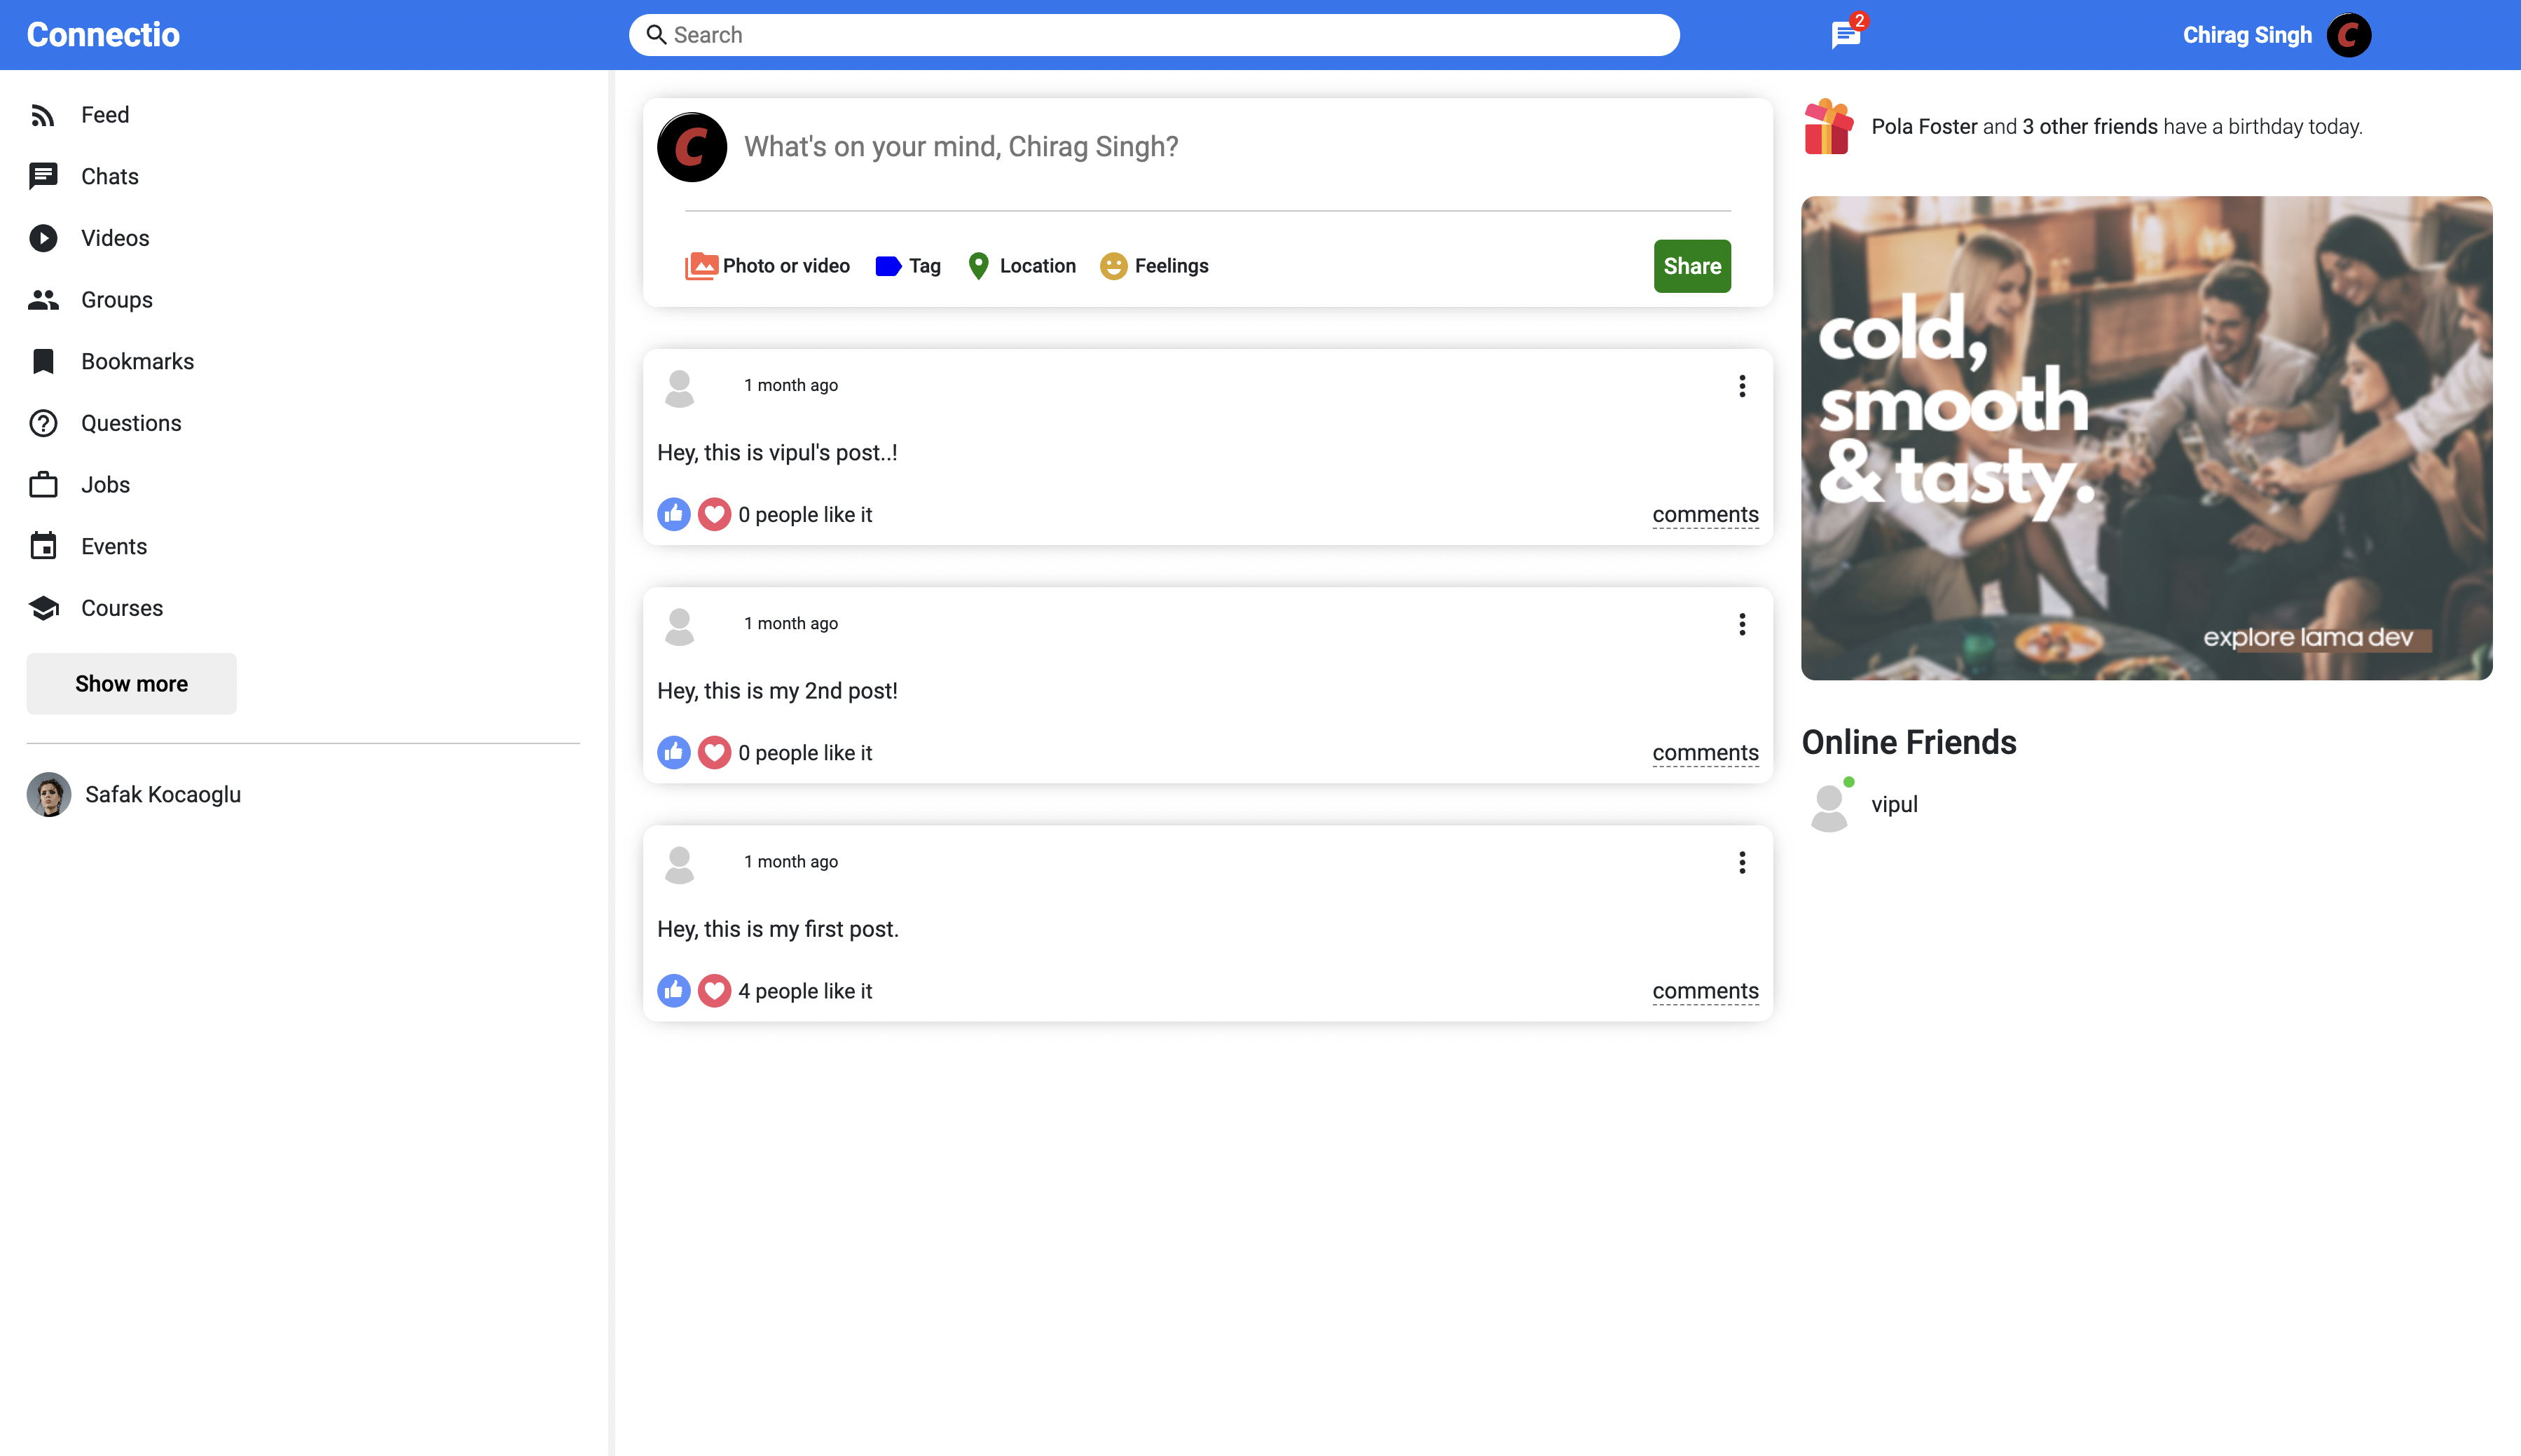 Connectio
Search
2
Chirag Singh
C
Feed
Chats
Videos
Groups
Bookmarks
Questions
Jobs
Events
Courses
Show more
Safak Kocaoglu
C
What's on your mind, Chirag Singh?
Photo or video
Tag
Location
Feelings
Share
1 month ago
Hey, this is vipul's post..!
0 people like it
comments
1 month ago
Hey, this is my 2nd post!
0 people like it
comments
1 month ago
Hey, this is my first post.
4 people like it
comments
Pola Foster and 3 other friends have a birthday today.
cold,
smooth
& tasty.
explore lama dev
Online Friends
vipul